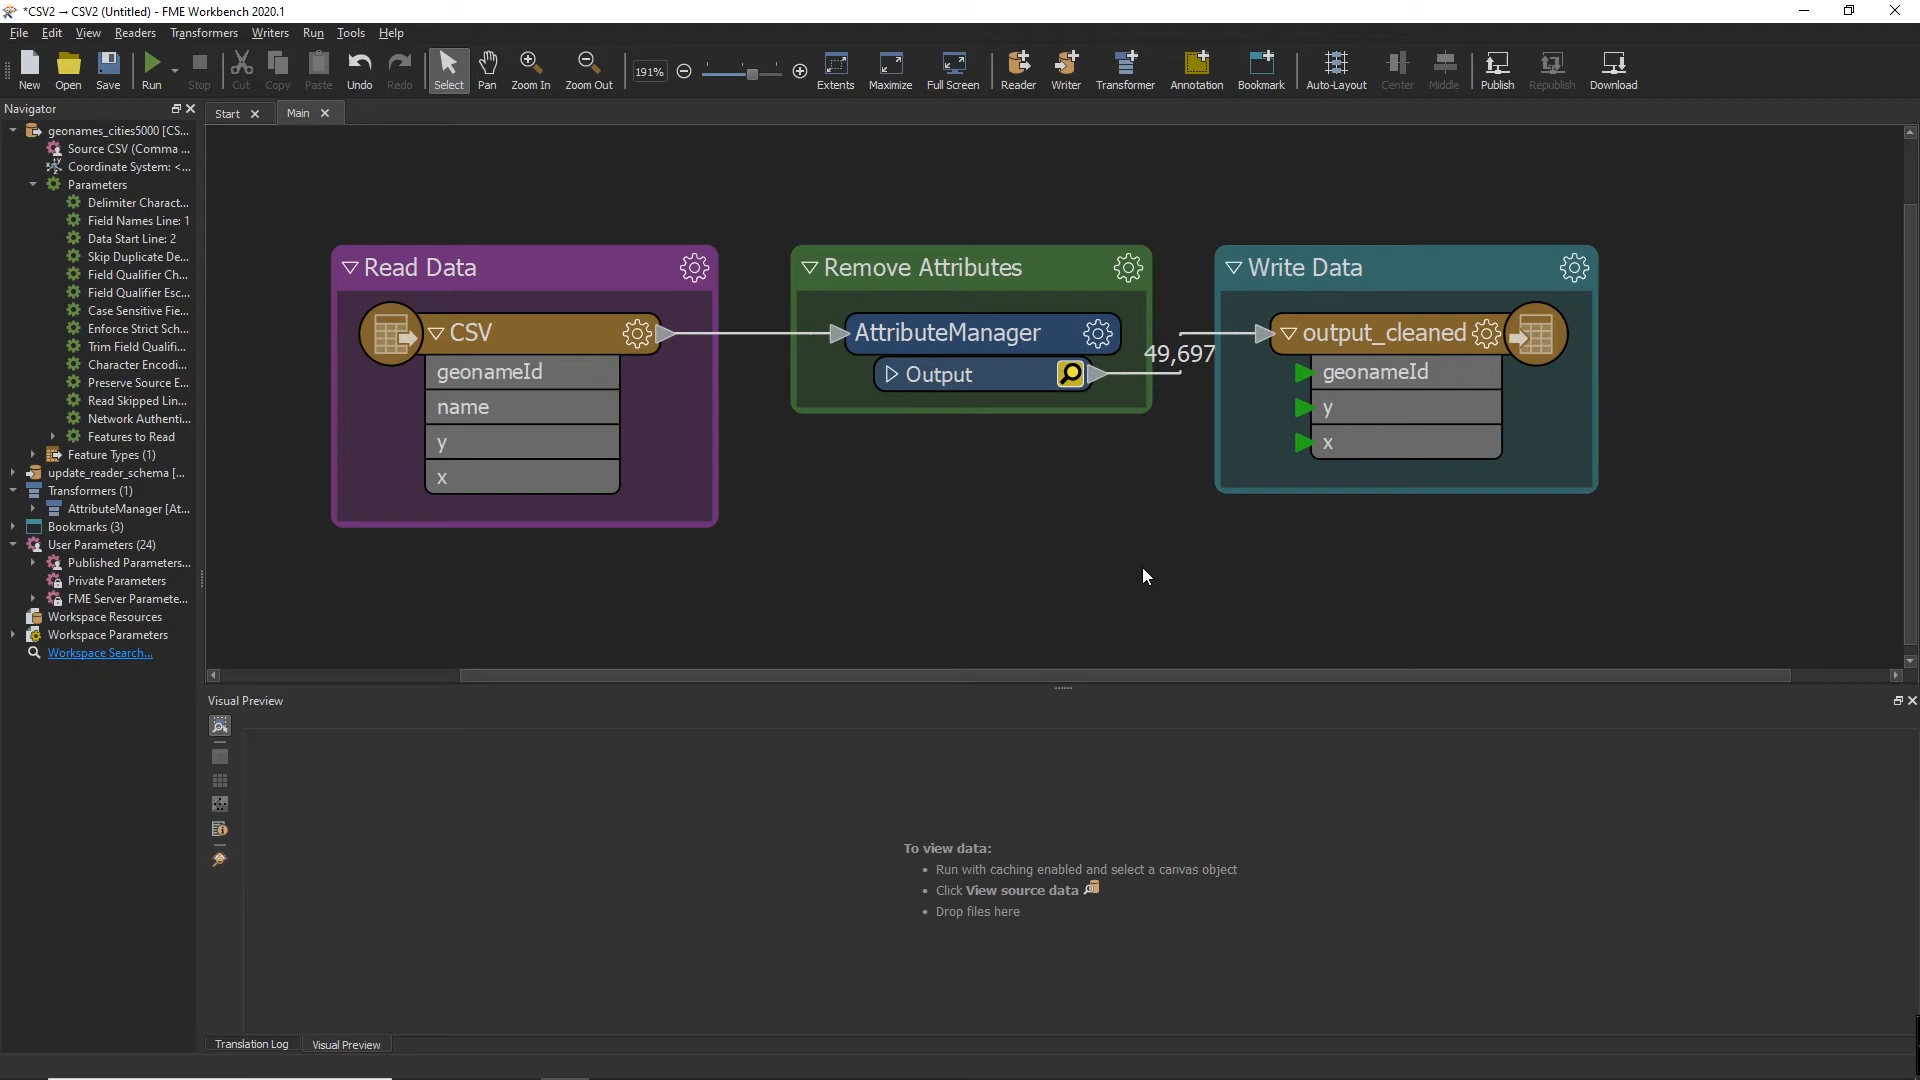 *CSV2 → CSV2 (Untitled) - FME Workbench 2020.1
File Edit View Readers Transformers Writers Run Tools Help
New Open Save Run Stop Cut Copy Paste Undo Redo Select Pan Zoom In Zoom Out 191% Extents Maximize Full Screen Reader Writer Transformer Annotation Bookmark Auto-Layout Center Middle Publish Republish Download
Navigator
Start Main
geonames_cities5000 [CS...
Source CSV (Comma ...
Coordinate System: <...
Parameters
Delimiter Charact...
Field Names Line: 1
Data Start Line: 2
Skip Duplicate De...
Field Qualifier Ch...
Field Qualifier Esc...
Case Sensitive Fie...
Enforce Strict Sch...
Trim Field Qualifi...
Character Encodi...
Preserve Source E...
Read Skipped Lin...
Network Authenti...
Features to Read
Feature Types (1)
update_reader_schema [...
Transformers (1)
AttributeManager [At...
Bookmarks (3)
User Parameters (24)
Published Parameters...
Private Parameters
FME Server Paramete...
Workspace Resources
Workspace Parameters
Workspace Search...
Read Data
CSV
geonameId
name
y
x
Remove Attributes
AttributeManager
Output
49,697
Write Data
output_cleaned
geonameId
y
x
Visual Preview
To view data:
• Run with caching enabled and select a canvas object
• Click View source data
• Drop files here
Translation Log Visual Preview